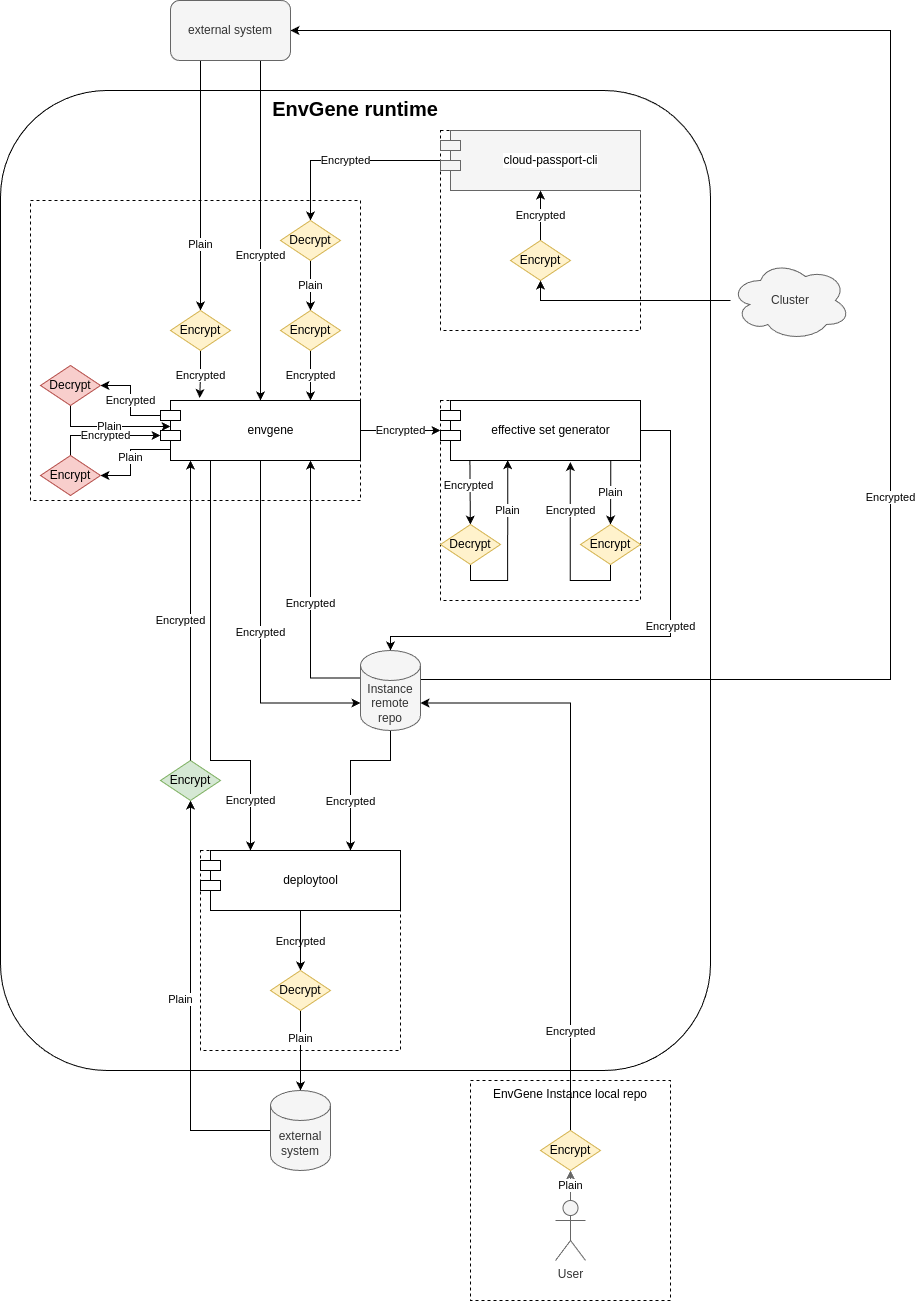 external system
EnvGene runtime
cloud-passport-cli
Encrypted
Encrypted
Decrypt
Plain
Encrypted
Encrypt
Plain
Cluster
Encrypt
Encrypt
Encrypted
Encrypted
Decrypt
Encrypted
Plain
Encrypted
Plain
Encrypt
envgene
Encrypted
effective set generator
Encrypted
Plain
Encrypted
Plain
Encrypted
Decrypt
Encrypt
Encrypted
Encrypted
Encrypted
Encrypted
Instance
remote
repo
Encrypt
Encrypted
Encrypted
deploytool
Encrypted
Decrypt
Plain
Plain
Encrypted
EnvGene Instance local repo
external
system
Encrypt
Plain
User